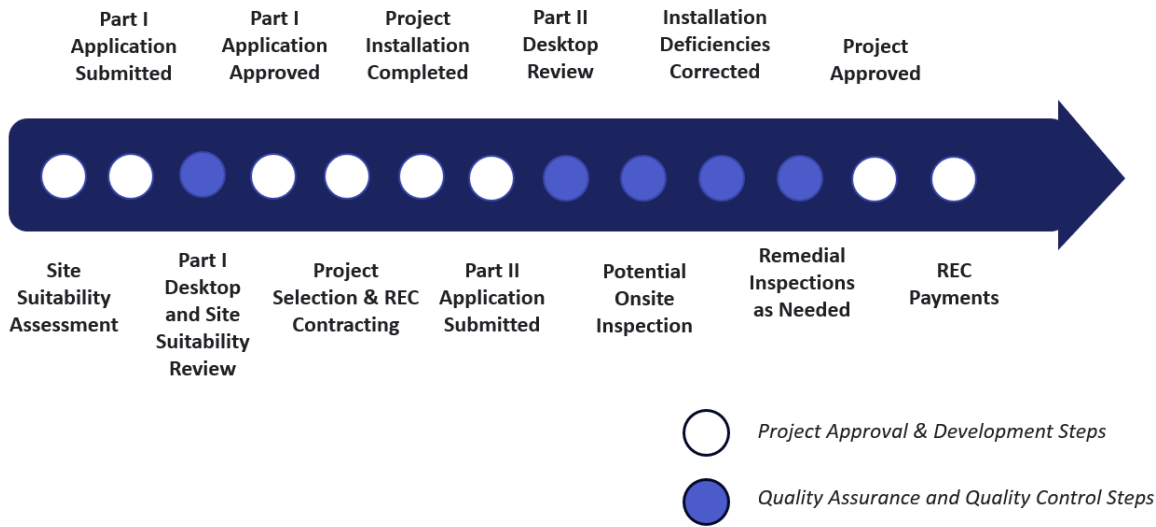 Part I
Application
Submitted
Part I
Application
Approved
Project
Installation
Completed
Part II
Desktop
Review
Installation
Deficiencies
Corrected
Project
Approved
Site
Suitability
Assessment
Part I
Desktop
and Site
Suitability
Review
Project
Selection & REC
Contracting
Part II
Application
Submitted
Potential
Onsite
Inspection
Remedial
Inspections
as Needed
REC
Payments
Project Approval & Development Steps
Quality Assurance and Quality Control Steps